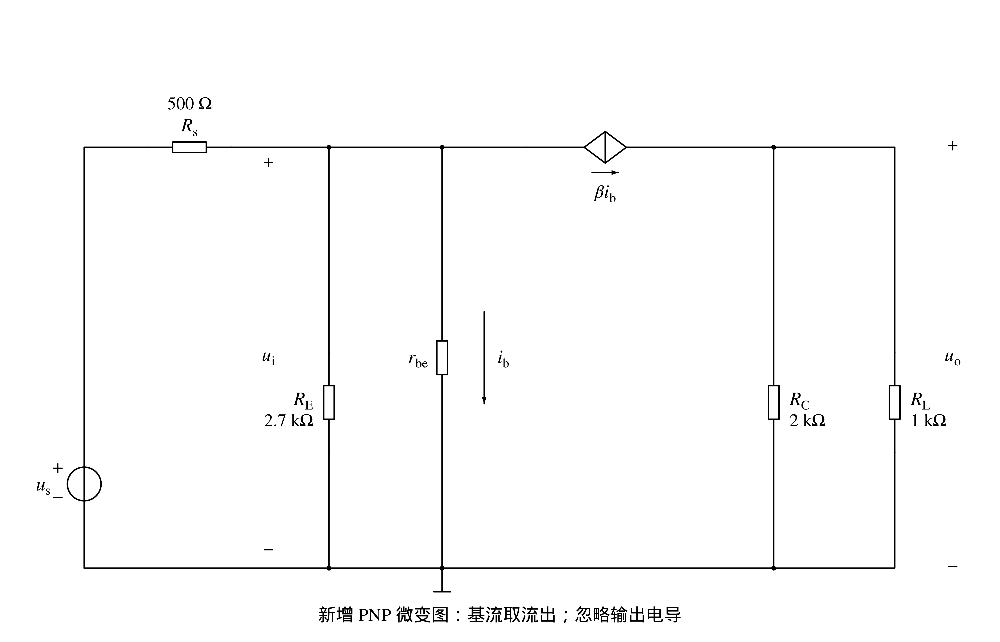 500 Ω
Rs
+
+
βib
ui
rbe
ib
uo
RE
2.7 kΩ
RC
2 kΩ
RL
1 kΩ
+
us
−
−
−
新增 PNP 微变图：基流取流出；忽略输出电导